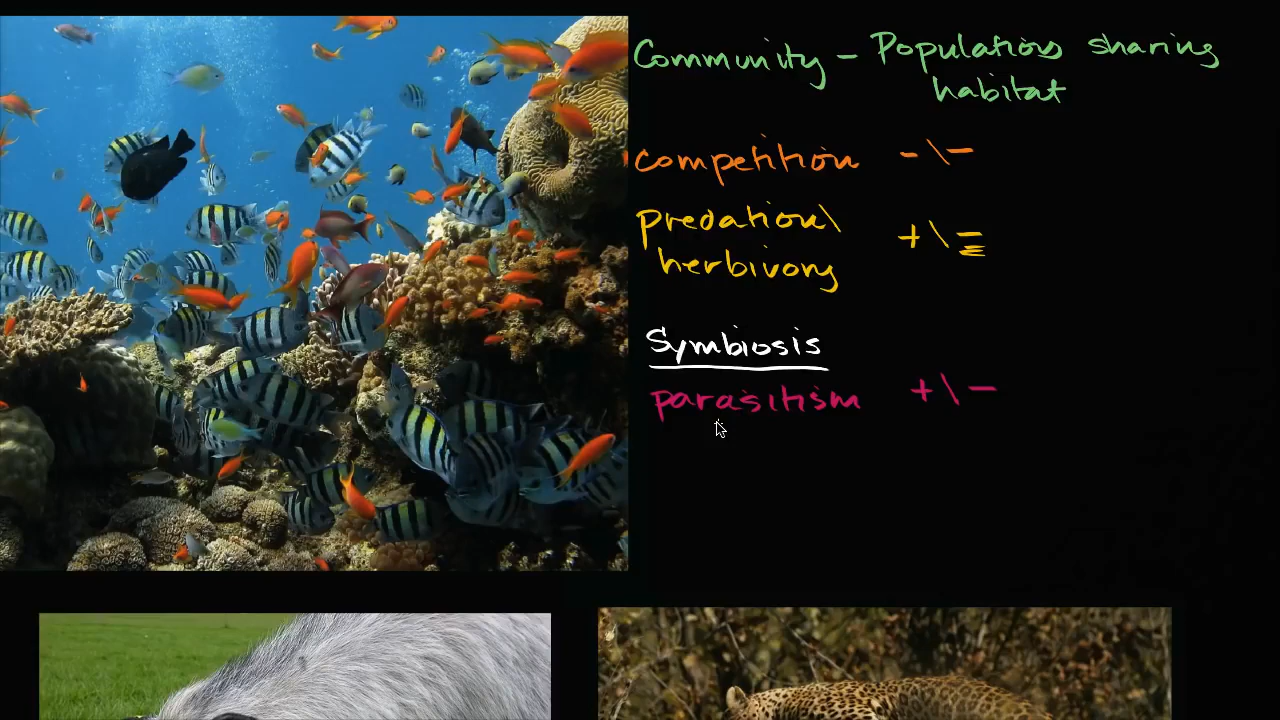 Community - Populations sharing
habitat
competition - \ -
predation \
herbivory + \ -
Symbiosis
parasitism + \ -